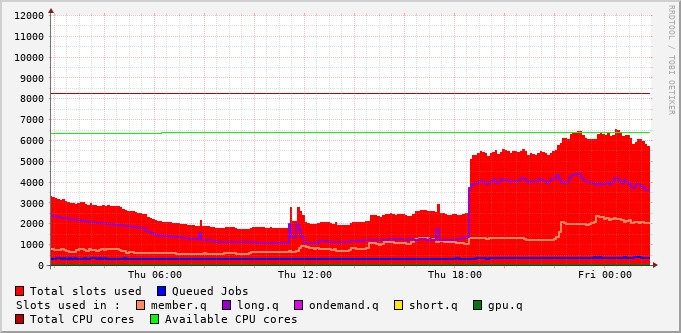 RRDTOOL / TOBI OETIKER
12000
11000
10000
9000
8000
7000
6000
5000
4000
3000
2000
1000
0
Thu 06:00 Thu 12:00 Thu 18:00 Fri 00:00
Total slots used Queued Jobs
Slots used in : member.q long.q ondemand.q short.q gpu.q
Total CPU cores Available CPU cores